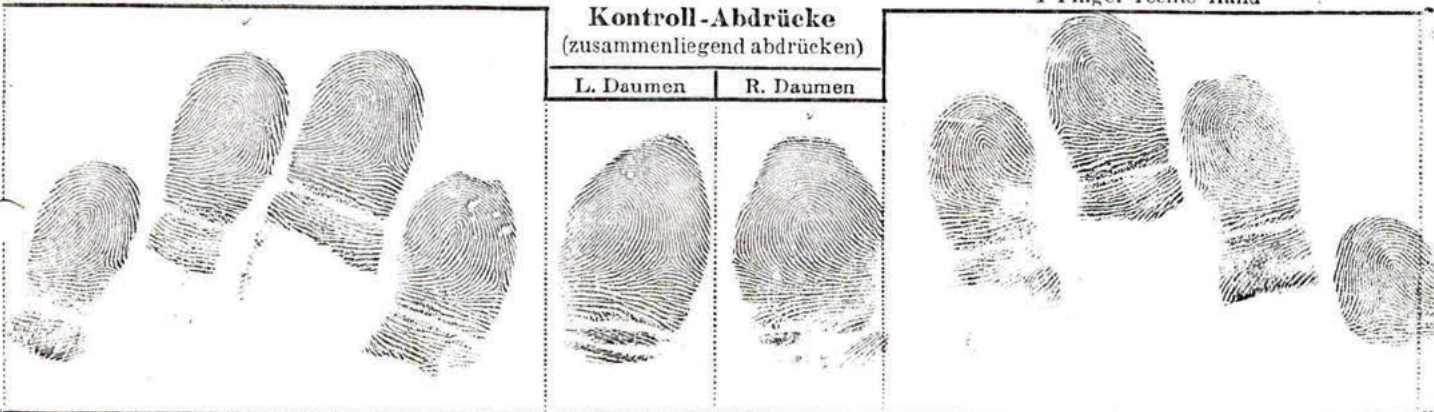 Kontroll-Abdrücke
(zusammenliegend abdrücken)
L. Daumen
R. Daumen